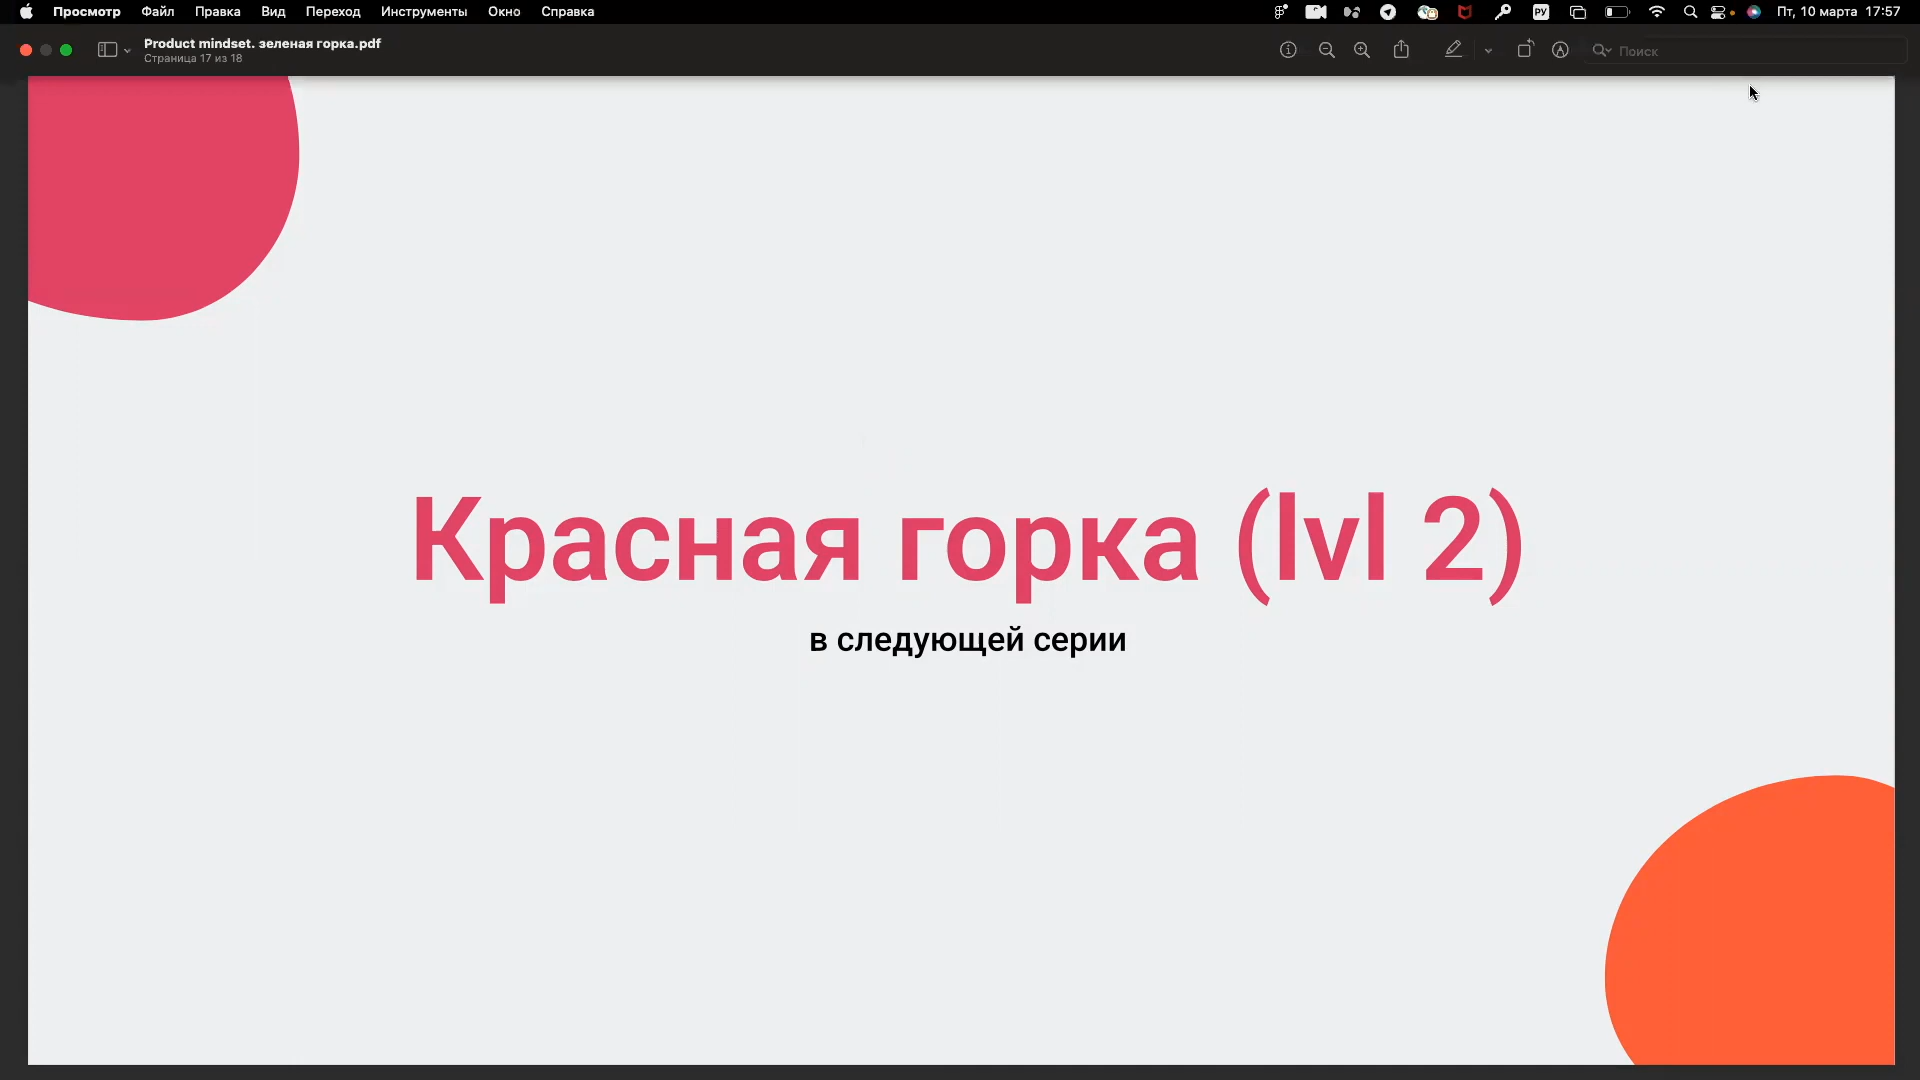 Просмотр Файл Правка Вид Переход Инструменты Окно Справка РУ Пт, 10 марта 17:57
Product mindset. зеленая горка.pdf
Страница 17 из 18
Поиск
Красная горка (lvl 2)
в следующей серии